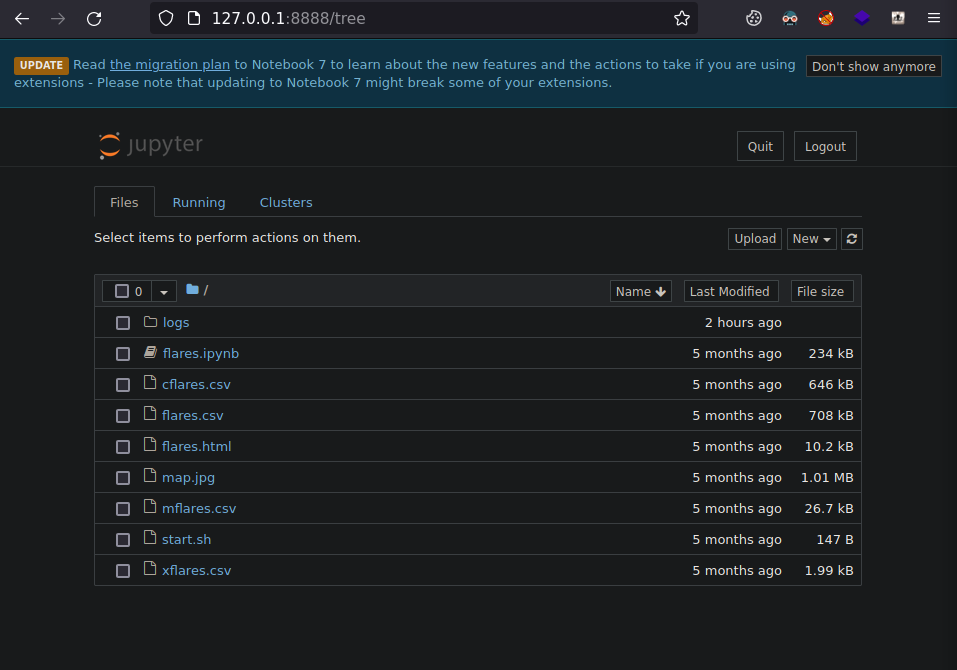 127.0.0.1:8888/tree
UPDATE Read the migration plan to Notebook 7 to learn about the new features and the actions to take if you are using
extensions - Please note that updating to Notebook 7 might break some of your extensions.
Don't show anymore
jupyter
Quit Logout
Files Running Clusters
Select items to perform actions on them.
Upload New
0 / Name Last Modified File size
logs 2 hours ago
flares.ipynb 5 months ago 234 kB
cflares.csv 5 months ago 646 kB
flares.csv 5 months ago 708 kB
flares.html 5 months ago 10.2 kB
map.jpg 5 months ago 1.01 MB
mflares.csv 5 months ago 26.7 kB
start.sh 5 months ago 147 B
xflares.csv 5 months ago 1.99 kB